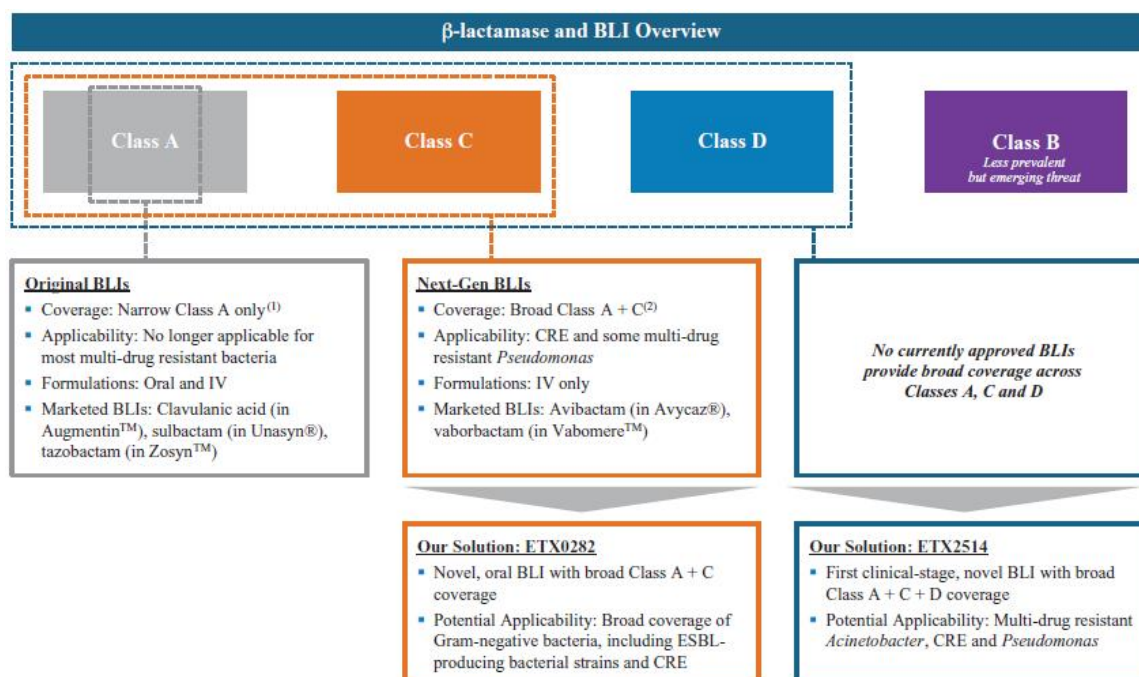 β-lactamase and BLI Overview
Class A
Class C
Class D
Class B
Less prevalent
but emerging threat
Original BLIs
▪ Coverage: Narrow Class A only(1)
▪ Applicability: No longer applicable for
most multi-drug resistant bacteria
▪ Formulations: Oral and IV
▪ Marketed BLIs: Clavulanic acid (in
Augmentin™), sulbactam (in Unasyn®),
tazobactam (in Zosyn™)
Next-Gen BLIs
▪ Coverage: Broad Class A + C(2)
▪ Applicability: CRE and some multi-drug
resistant Pseudomonas
▪ Formulations: IV only
▪ Marketed BLIs: Avibactam (in Avycaz®),
vaborbactam (in Vabomere™)
No currently approved BLIs
provide broad coverage across
Classes A, C and D
Our Solution: ETX0282
▪ Novel, oral BLI with broad Class A + C
coverage
▪ Potential Applicability: Broad coverage of
Gram-negative bacteria, including ESBL-
producing bacterial strains and CRE
Our Solution: ETX2514
▪ First clinical-stage, novel BLI with broad
Class A + C + D coverage
▪ Potential Applicability: Multi-drug resistant
Acinetobacter, CRE and Pseudomonas